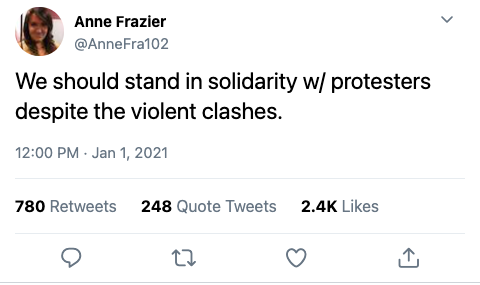 Anne Frazier
@AnneFra102
We should stand in solidarity w/ protesters
despite the violent clashes.
12:00 PM · Jan 1, 2021
780 Retweets 248 Quote Tweets 2.4K Likes